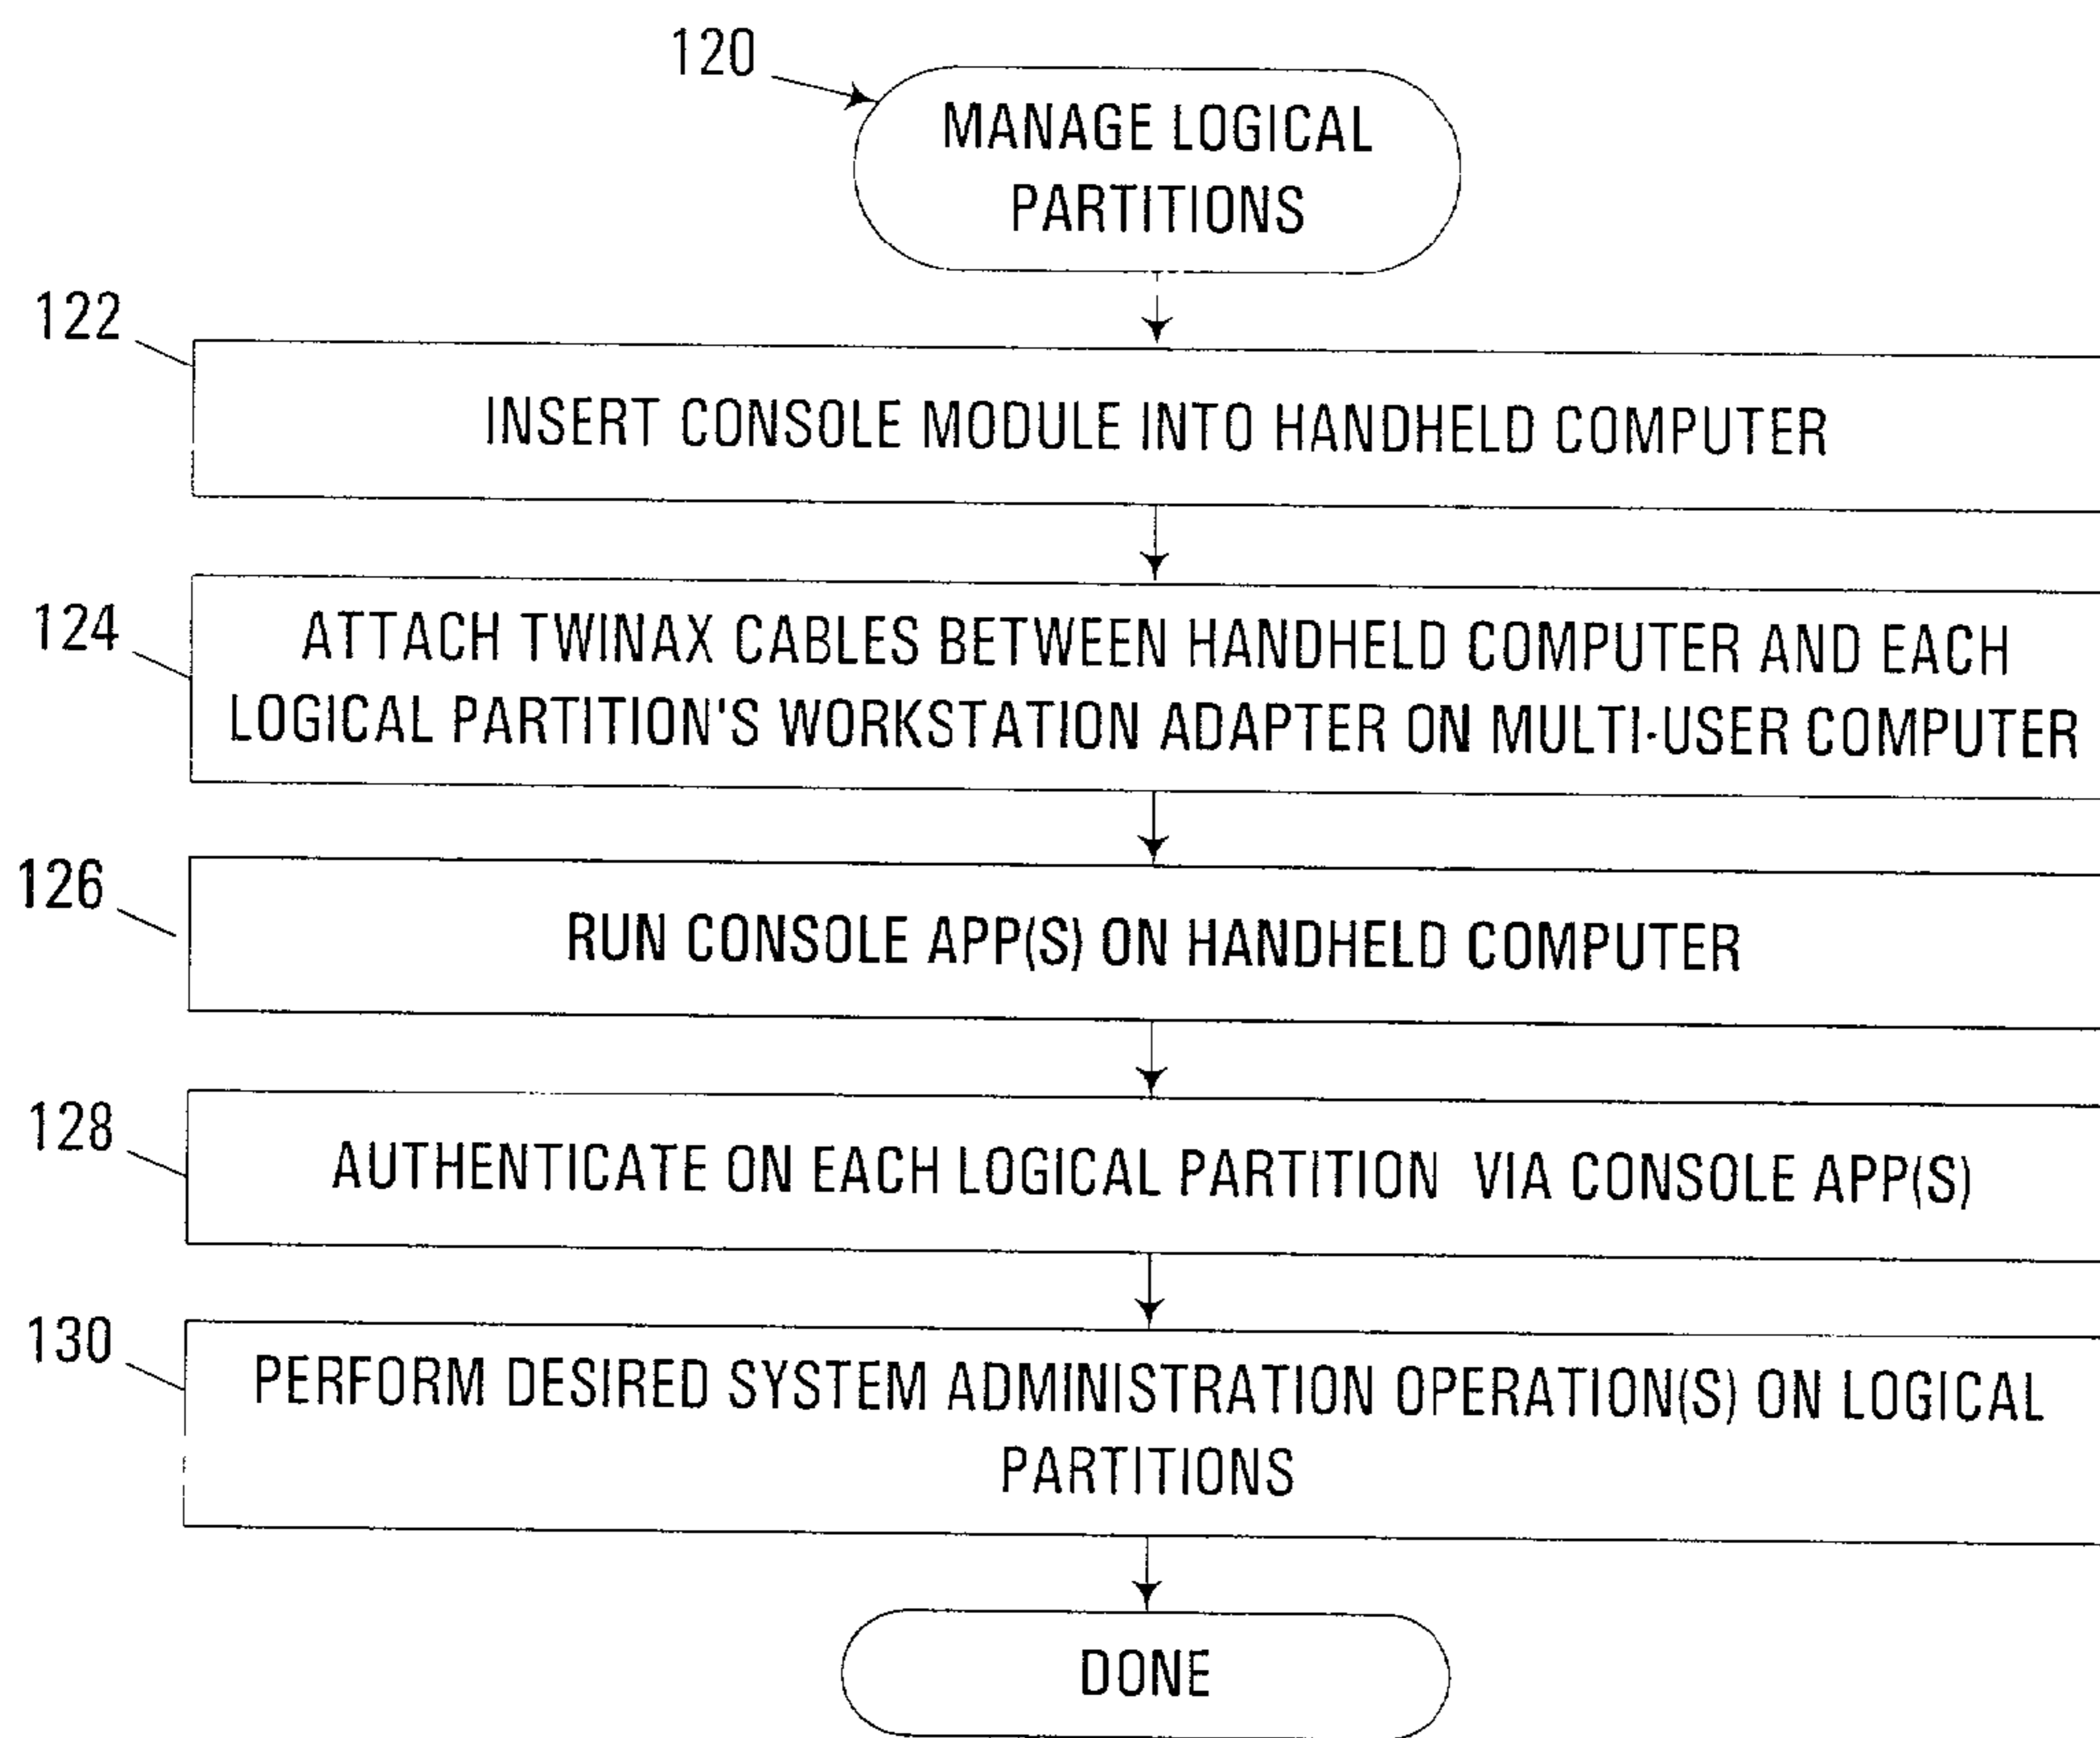 120
MANAGE LOGICAL
PARTITIONS
122
INSERT CONSOLE MODULE INTO HANDHELD COMPUTER
124
ATTACH TWINAX CABLES BETWEEN HANDHELD COMPUTER AND EACH
LOGICAL PARTITION'S WORKSTATION ADAPTER ON MULTI-USER COMPUTER
126
RUN CONSOLE APP(S) ON HANDHELD COMPUTER
128
AUTHENTICATE ON EACH LOGICAL PARTITION VIA CONSOLE APP(S)
130
PERFORM DESIRED SYSTEM ADMINISTRATION OPERATION(S) ON LOGICAL
PARTITIONS
DONE